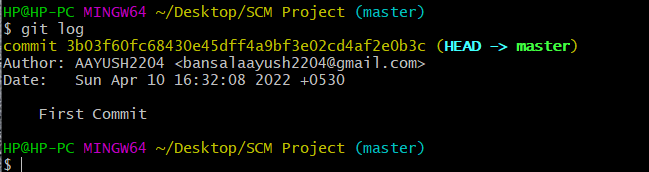 HP@HP-PC MINGW64 ~/Desktop/SCM Project (master)
$ git log
commit 3b03f60fc68430e45dff4a9bf3e02cd4af2e0b3c (HEAD -> master)
Author: AAYUSH2204 <bansalaayush2204@gmail.com>
Date:   Sun Apr 10 16:32:08 2022 +0530

    First Commit

HP@HP-PC MINGW64 ~/Desktop/SCM Project (master)
$